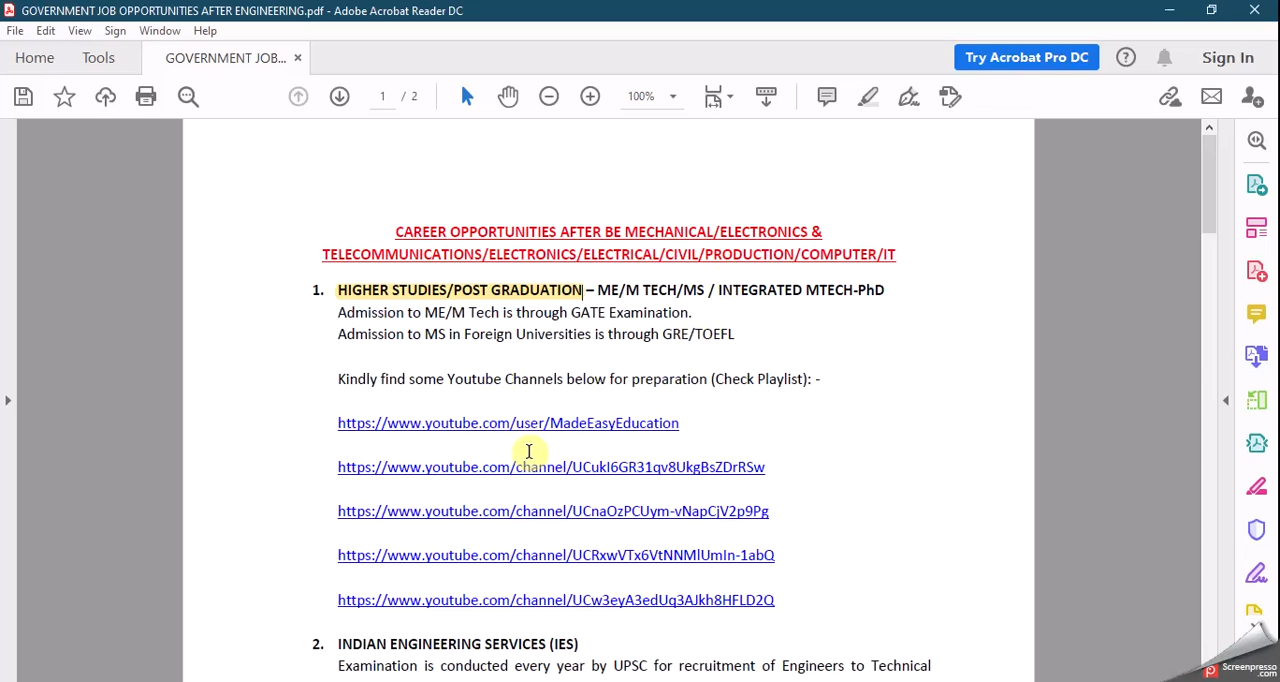 GOVERNMENT JOB OPPORTUNITIES AFTER ENGINEERING.pdf - Adobe Acrobat Reader DC
File Edit View Sign Window Help
Home Tools GOVERNMENT JOB... × Try Acrobat Pro DC ? Sign In
1 / 2 100%
CAREER OPPORTUNITIES AFTER BE MECHANICAL/ELECTRONICS &
TELECOMMUNICATIONS/ELECTRONICS/ELECTRICAL/CIVIL/PRODUCTION/COMPUTER/IT
1. HIGHER STUDIES/POST GRADUATION – ME/M TECH/MS / INTEGRATED MTECH-PhD
Admission to ME/M Tech is through GATE Examination.
Admission to MS in Foreign Universities is through GRE/TOEFL
Kindly find some Youtube Channels below for preparation (Check Playlist): -
https://www.youtube.com/user/MadeEasyEducation
https://www.youtube.com/channel/UCukI6GR31qv8UkgBsZDrRSw
https://www.youtube.com/channel/UCnaOzPCUym-vNapCjV2p9Pg
https://www.youtube.com/channel/UCRxwVTx6VtNNMlUmIn-1abQ
https://www.youtube.com/channel/UCw3eyA3edUq3AJkh8HFLD2Q
2. INDIAN ENGINEERING SERVICES (IES)
Examination is conducted every year by UPSC for recruitment of Engineers to Technical
Screenpresso
.com